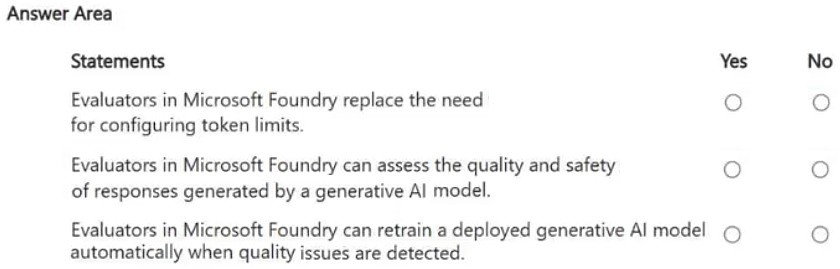 Answer Area
Statements Yes No
Evaluators in Microsoft Foundry replace the need
for configuring token limits.
Evaluators in Microsoft Foundry can assess the quality and safety
of responses generated by a generative AI model.
Evaluators in Microsoft Foundry can retrain a deployed generative AI model
automatically when quality issues are detected.